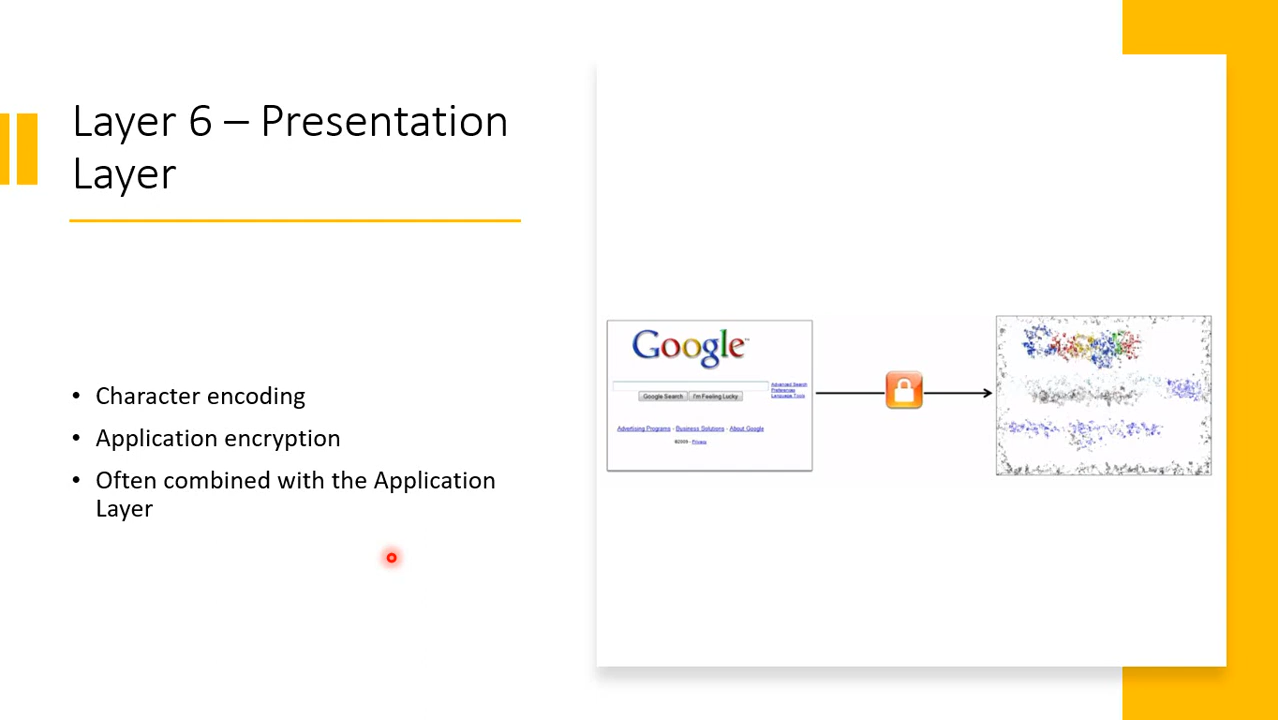 Layer 6 – Presentation
Layer
• Character encoding
• Application encryption
• Often combined with the Application
Layer
Google™
Advanced Search
Preferences
Language Tools
Google Search I'm Feeling Lucky
Advertising Programs - Business Solutions - About Google
©2009 - Privacy